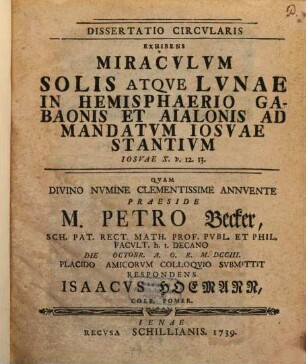 DISSERTATIO CIRCVLARIS
EXHIBENS
MIRACVLVM
SOLIS ATQVE LVNAE
IN HEMISPHAERIO GA-
BAONIS ET AIALONIS AD
MANDATVM IOSVAE
STANTIVM
IOSVAE X. v. 12. 13.
QVAM
DIVINO NVMINE CLEMENTISSIME ANNVENTE
PRAESIDE
M. PETRO Becker,
SCH. PAT. RECT. MATH. PROF. PVBL. ET PHIL.
FACVLT. h. t. DECANO
DIE OCTOBR. A. O. R. M. DCCIII.
PLACIDO AMICORVM COLLOQVIO SVBMITTIT
RESPONDENS
ISAACVS HOEMANN,
COLB. POMER.
IENAE
RECVSA SCHILLIANIS. 1739.